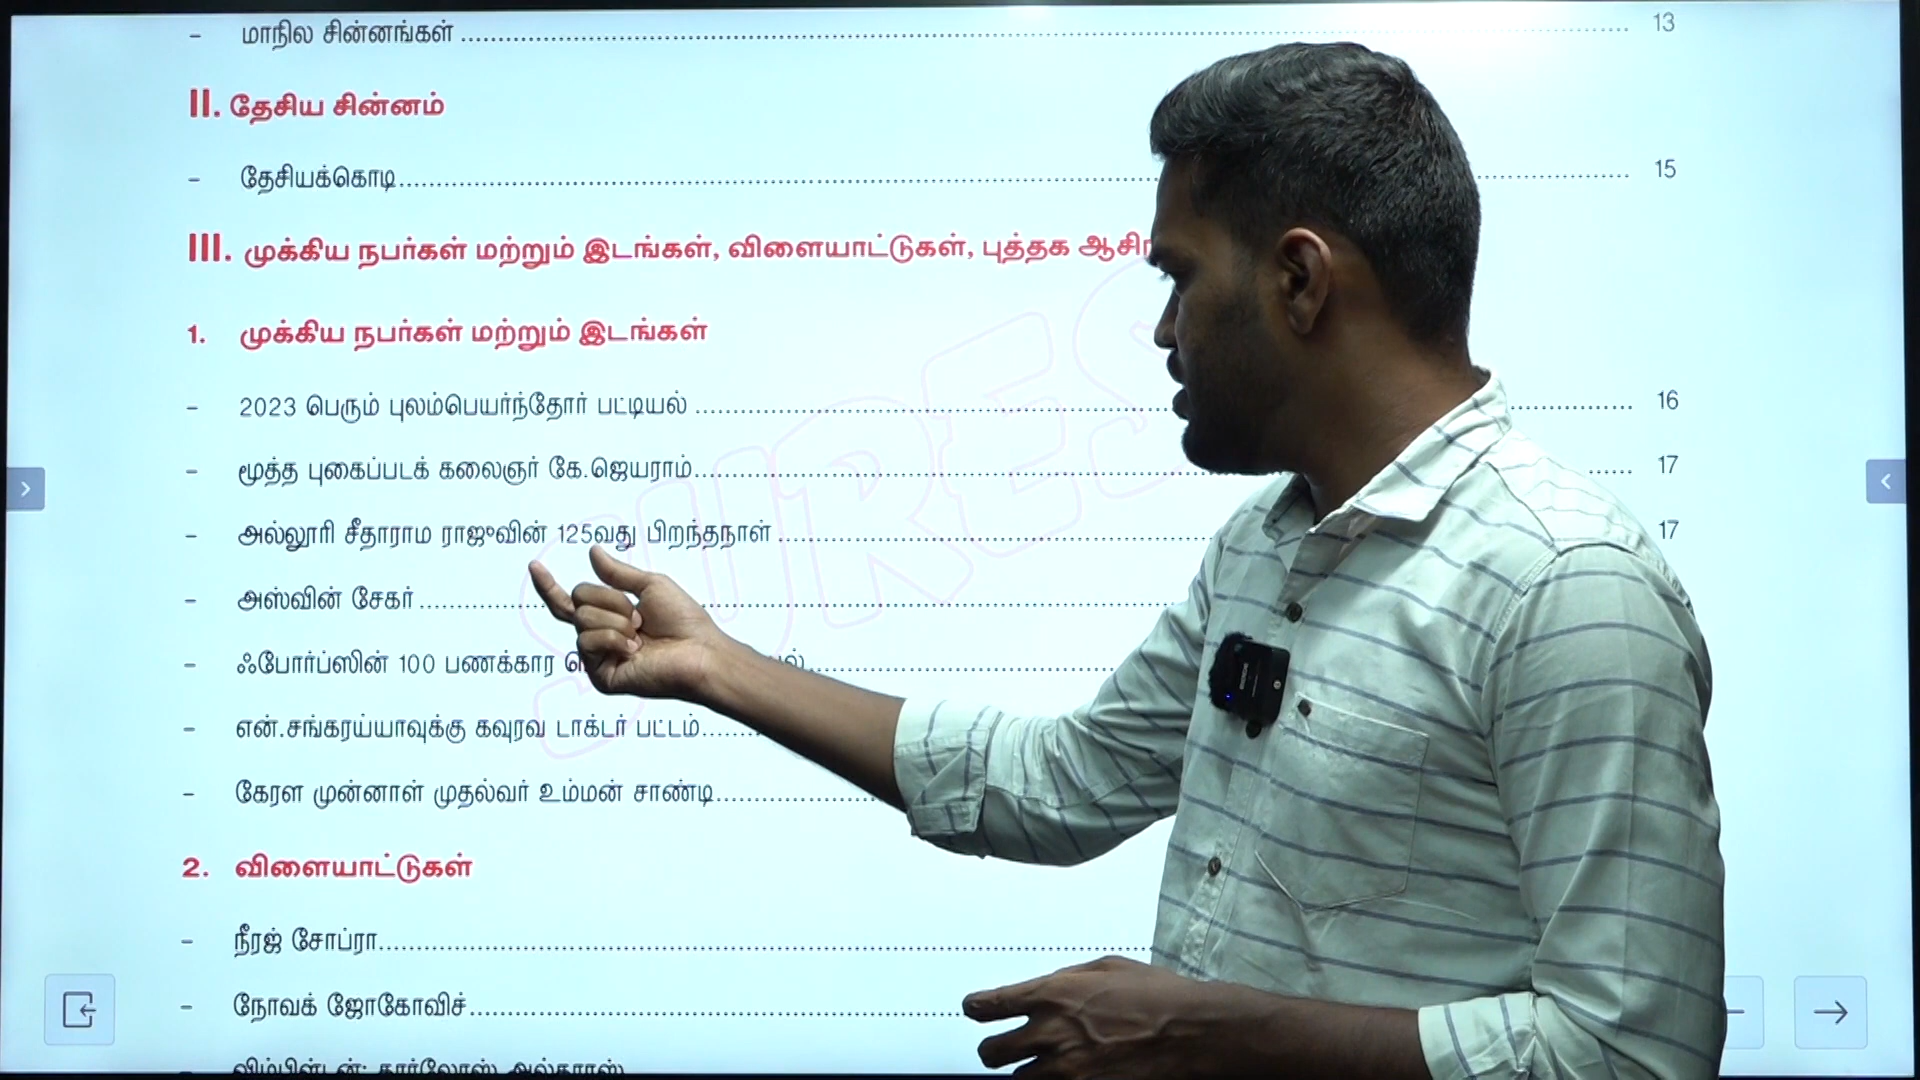 - மாநில சின்னங்கள் 13
II. தேசிய சின்னம்
- தேசியக்கொடி 15
III. முக்கிய நபர்கள் மற்றும் இடங்கள், விளையாட்டுகள், புத்தக
1. முக்கிய நபர்கள் மற்றும் இடங்கள்
- 2023 பெரும் புலம்பெயர்ந்தோர் பட்டியல் 16
- மூத்த புகைப்படக் கலைஞர் கே.ஜெயராம் 17
- அல்லூரி சீதாராம ராஜுவின் 125வது பிறந்தநாள் 17
- அஸ்வின் சேகர்
- ஃபோர்ப்ஸின் 100 பணக்கார
- என்.சங்கரய்யாவுக்கு கவுரவ டாக்டர் பட்டம்
- கேரள முன்னாள் முதல்வர் உம்மன் சாண்டி
2. விளையாட்டுகள்
- நீரஜ் சோப்ரா
- நோவக் ஜோகோவிச்